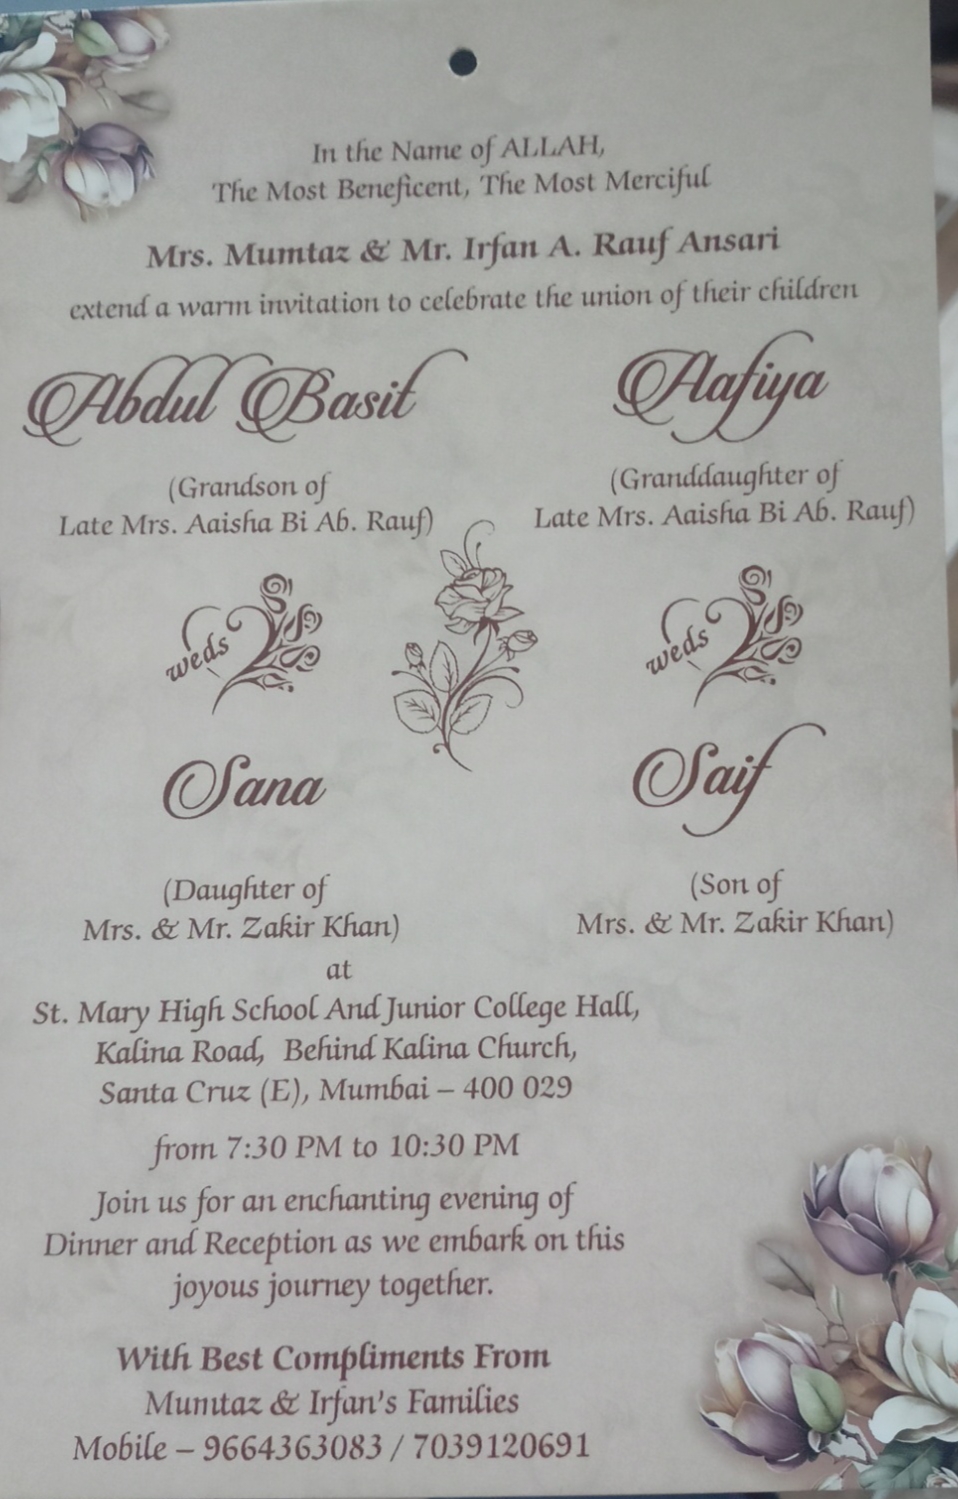 In the Name of ALLAH,
The Most Beneficent, The Most Merciful
Mrs. Mumtaz & Mr. Irfan A. Rauf Ansari
extend a warm invitation to celebrate the union of their children
Abdul Basit
(Grandson of
Late Mrs. Aaisha Bi Ab. Rauf)
weds
Sana
(Daughter of
Mrs. & Mr. Zakir Khan)
Aafiya
(Granddaughter of
Late Mrs. Aaisha Bi Ab. Rauf)
weds
Saif
(Son of
Mrs. & Mr. Zakir Khan)
at
St. Mary High School And Junior College Hall,
Kalina Road, Behind Kalina Church,
Santa Cruz (E), Mumbai – 400 029
from 7:30 PM to 10:30 PM
Join us for an enchanting evening of
Dinner and Reception as we embark on this
joyous journey together.
With Best Compliments From
Mumtaz & Irfan's Families
Mobile – 9664363083 / 7039120691